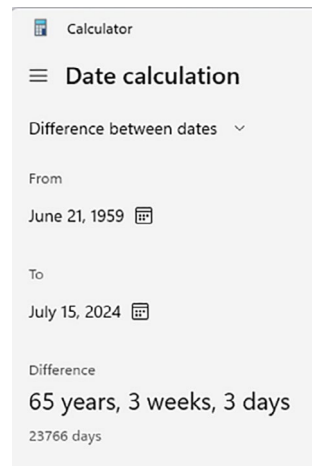 Calculator
Date calculation
Difference between dates
From
June 21, 1959
To
July 15, 2024
Difference
65 years, 3 weeks, 3 days
23766 days